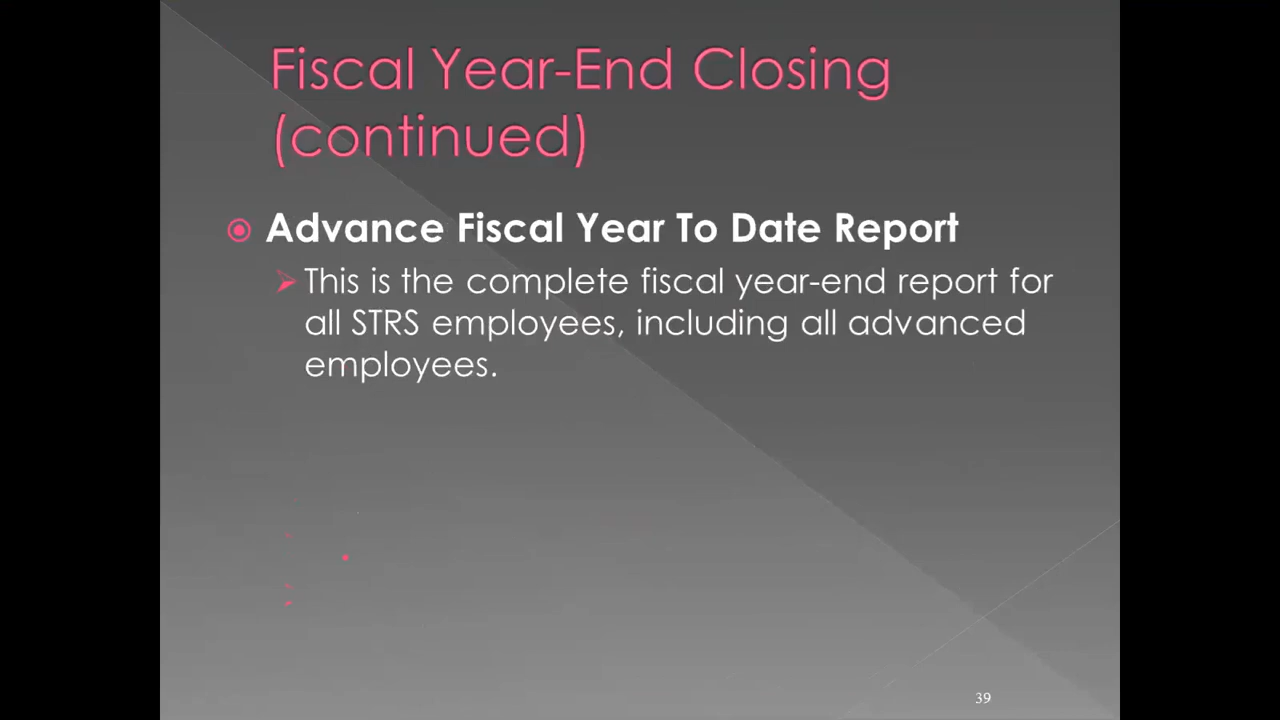 Fiscal Year-End Closing
(continued)
Advance Fiscal Year To Date Report
This is the complete fiscal year-end report for
all STRS employees, including all advanced
employees.
39